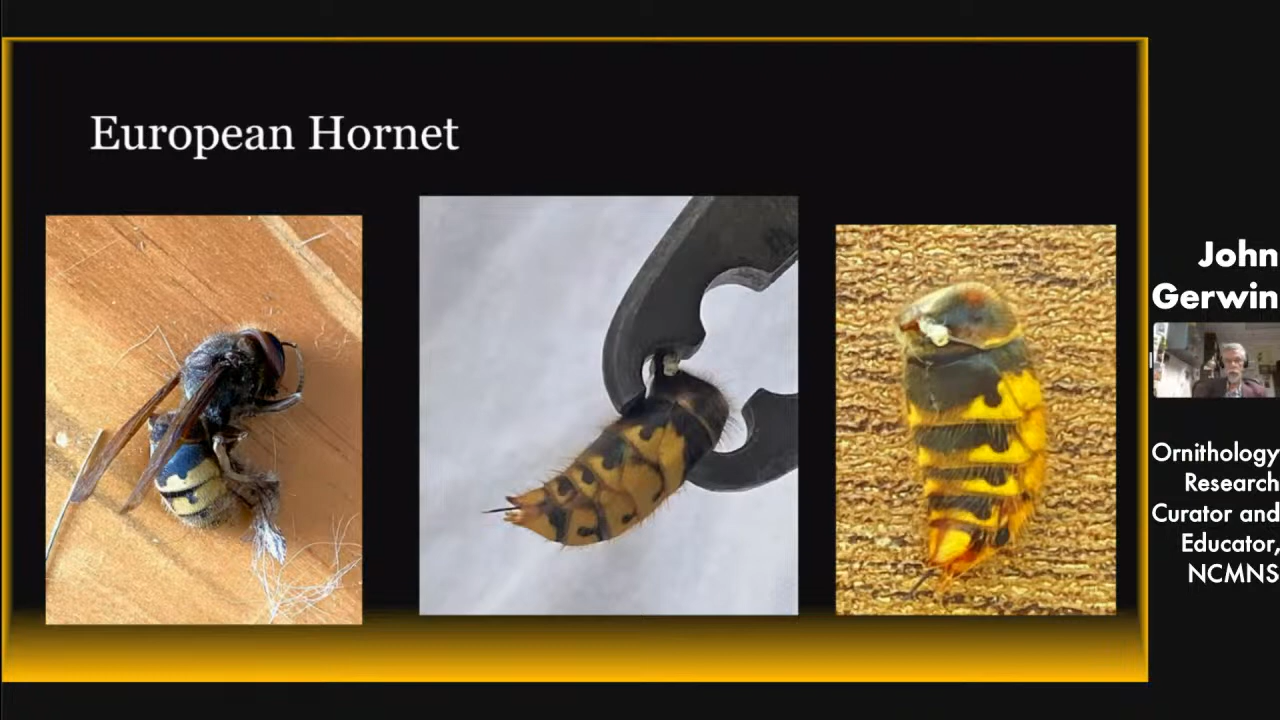 European Hornet
John
Gerwin
Ornithology
Research
Curator and
Educator,
NCMNS